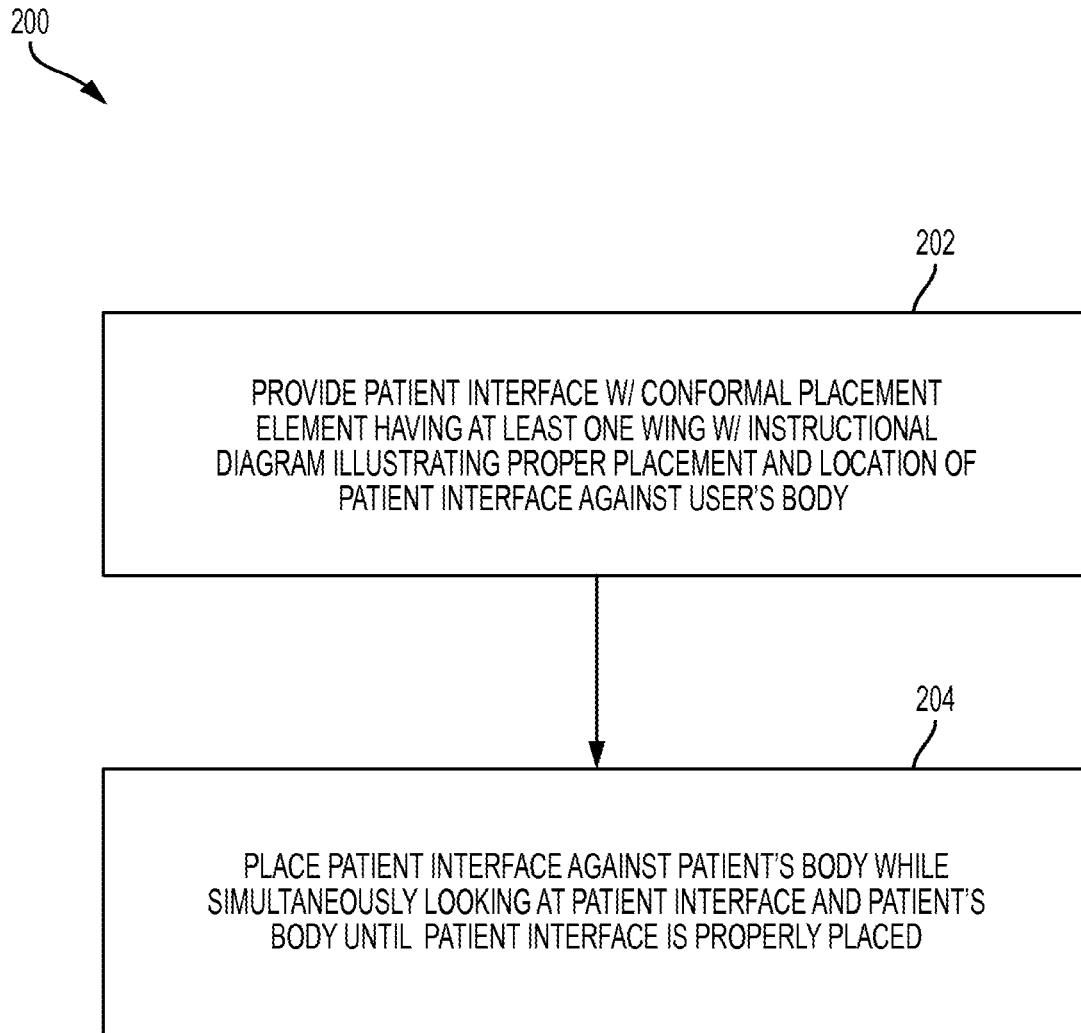 200
202
PROVIDE PATIENT INTERFACE W/ CONFORMAL PLACEMENT
ELEMENT HAVING AT LEAST ONE WING W/ INSTRUCTIONAL
DIAGRAM ILLUSTRATING PROPER PLACEMENT AND LOCATION OF
PATIENT INTERFACE AGAINST USER'S BODY
204
PLACE PATIENT INTERFACE AGAINST PATIENT'S BODY WHILE
SIMULTANEOUSLY LOOKING AT PATIENT INTERFACE AND PATIENT'S
BODY UNTIL PATIENT INTERFACE IS PROPERLY PLACED